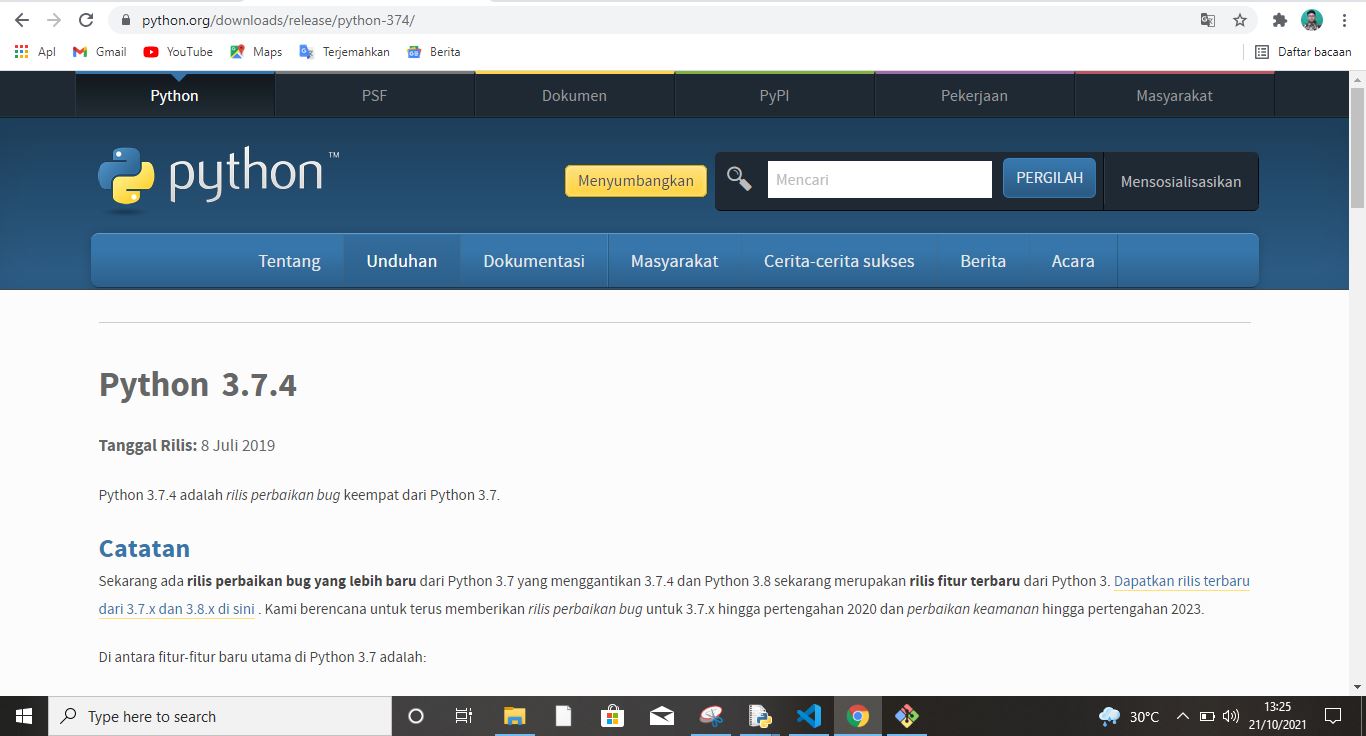 python.org/downloads/release/python-374/
Apl Gmail YouTube Maps Terjemahkan Berita Daftar bacaan
Python PSF Dokumen PyPI Pekerjaan Masyarakat
python™ Menyumbangkan Mencari PERGILAH Mensosialisasikan
Tentang Unduhan Dokumentasi Masyarakat Cerita-cerita sukses Berita Acara
Python 3.7.4
Tanggal Rilis: 8 Juli 2019
Python 3.7.4 adalah rilis perbaikan bug keempat dari Python 3.7.
Catatan
Sekarang ada rilis perbaikan bug yang lebih baru dari Python 3.7 yang menggantikan 3.7.4 dan Python 3.8 sekarang merupakan rilis fitur terbaru dari Python 3. Dapatkan rilis terbaru
dari 3.7.x dan 3.8.x di sini . Kami berencana untuk terus memberikan rilis perbaikan bug untuk 3.7.x hingga pertengahan 2020 dan perbaikan keamanan hingga pertengahan 2023.
Di antara fitur-fitur baru utama di Python 3.7 adalah:
Type here to search 30°C 13:25
21/10/2021